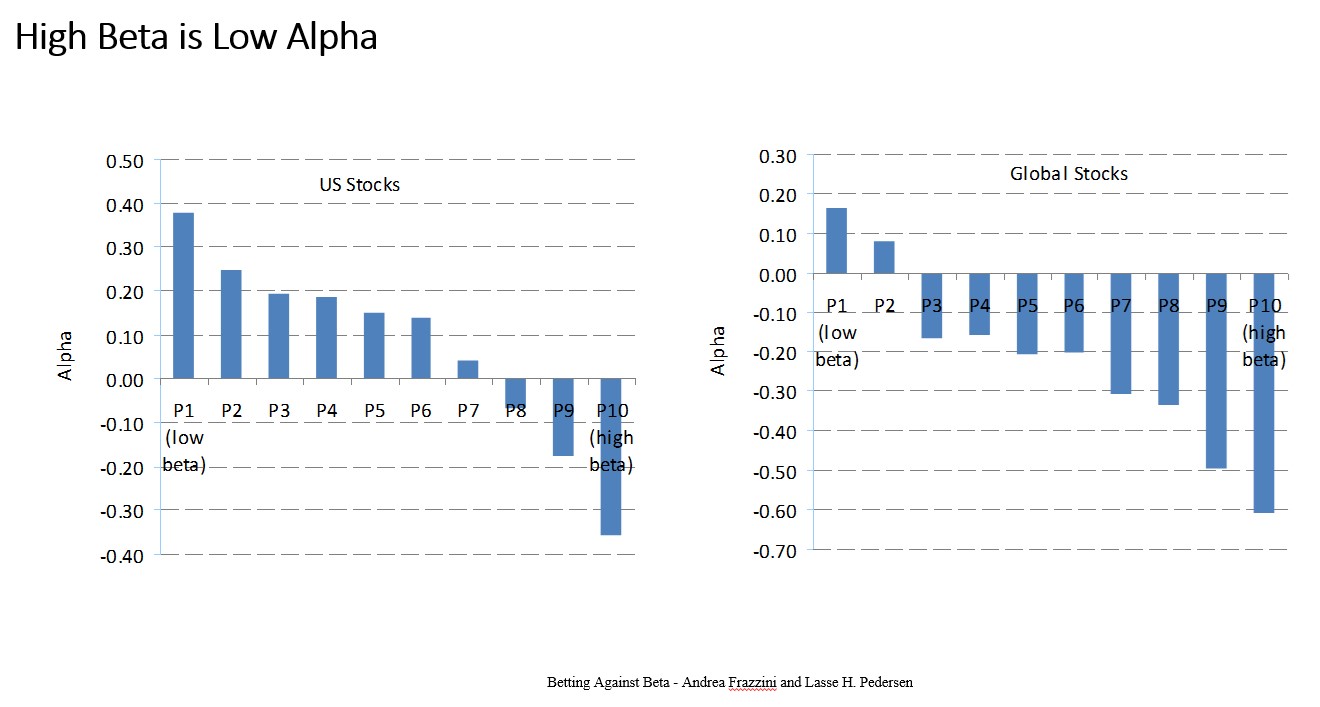 High Beta is Low Alpha
US Stocks
Alpha
0.50
0.40
0.30
0.20
0.10
0.00
-0.10
-0.20
-0.30
-0.40
P1 P2 P3 P4 P5 P6 P7 P8 P9 P10
(low (high
beta) beta)
Global Stocks
Alpha
0.30
0.20
0.10
0.00
-0.10
-0.20
-0.30
-0.40
-0.50
-0.60
-0.70
P1 P2 P3 P4 P5 P6 P7 P8 P9 P10
(low (high
beta) beta)
Betting Against Beta - Andrea Frazzini and Lasse H. Pedersen